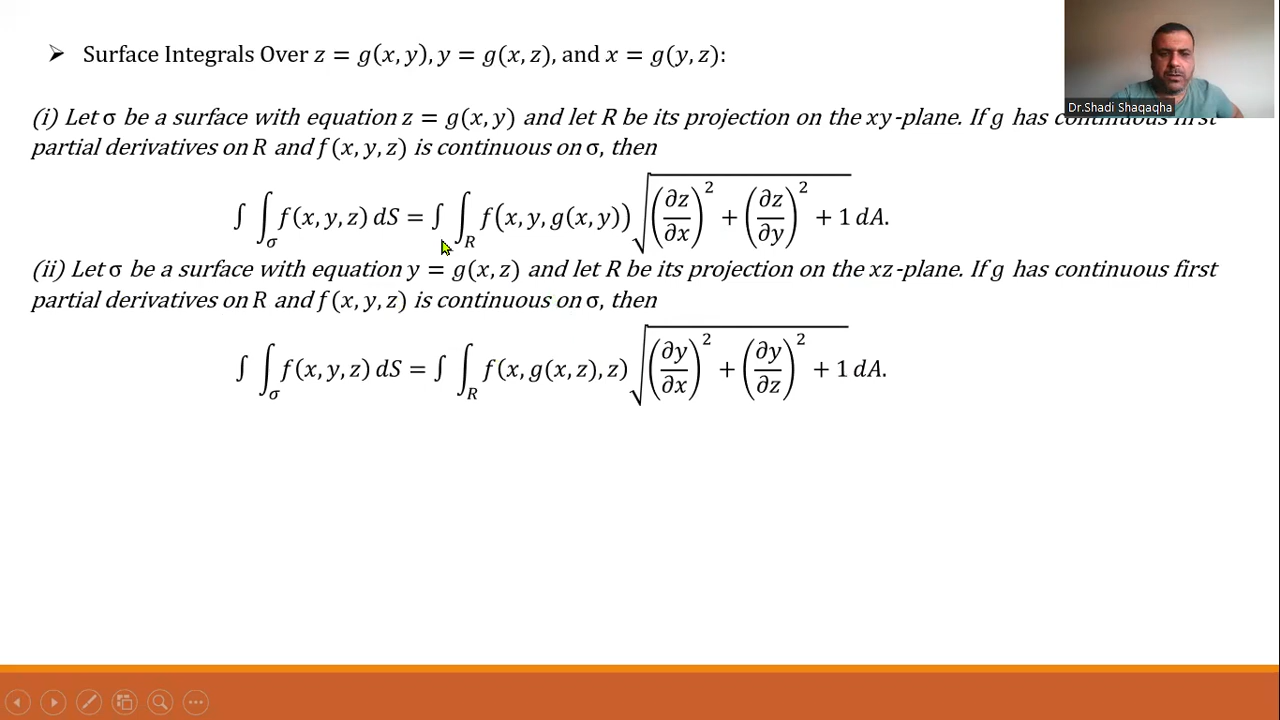 ➢ Surface Integrals Over z = g(x, y), y = g(x, z), and x = g(y, z):
Dr.Shadi Shaqaqha
(i) Let σ be a surface with equation z = g(x, y) and let R be its projection on the xy-plane. If g has continuous first
partial derivatives on R and f(x, y, z) is continuous on σ, then
∫ ∫_σ f(x, y, z) dS = ∫ ∫_R f(x, y, g(x, y)) √((∂z/∂x)² + (∂z/∂y)² + 1) dA.
(ii) Let σ be a surface with equation y = g(x, z) and let R be its projection on the xz-plane. If g has continuous first
partial derivatives on R and f(x, y, z) is continuous on σ, then
∫ ∫_σ f(x, y, z) dS = ∫ ∫_R f(x, g(x, z), z) √((∂y/∂x)² + (∂y/∂z)² + 1) dA.